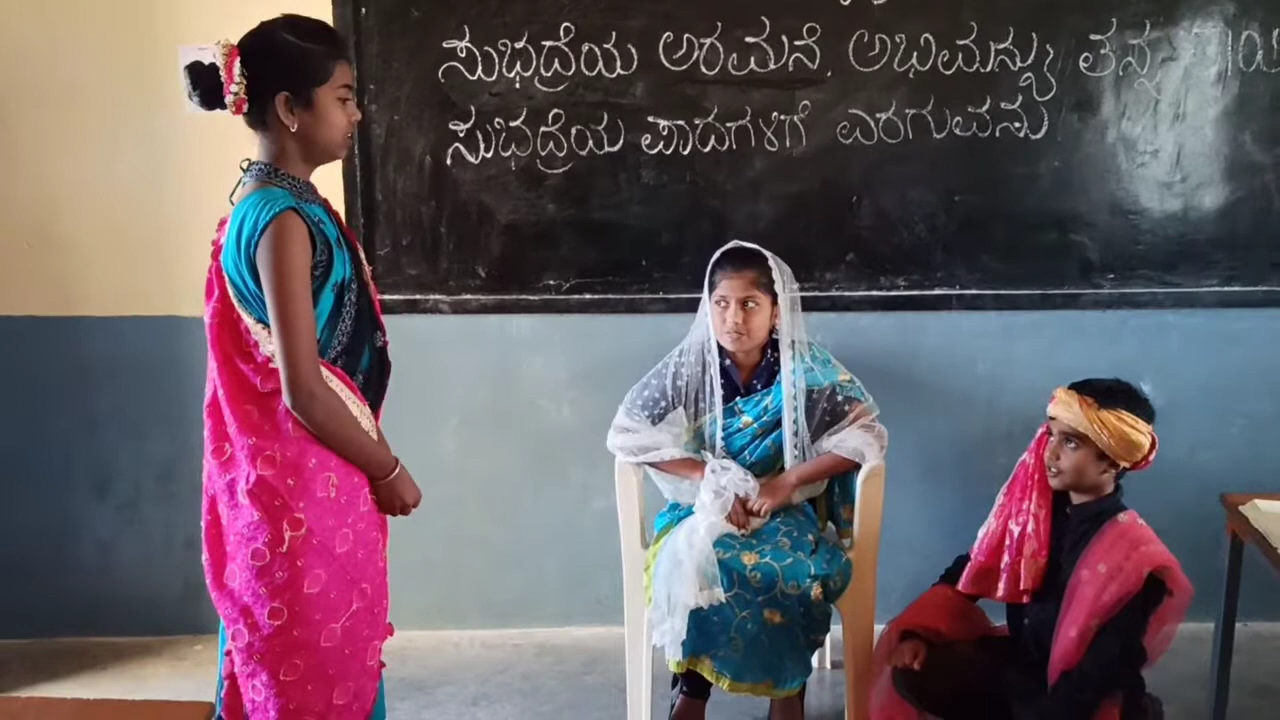 ಸುಭದ್ರೆಯ ಅರಮನೆ. ಅಭಿಮನ್ಯು ತನ್ನ
ಸುಭದ್ರೆಯ ಪಾದಗಳಿಗೆ ಎರಗುವನು